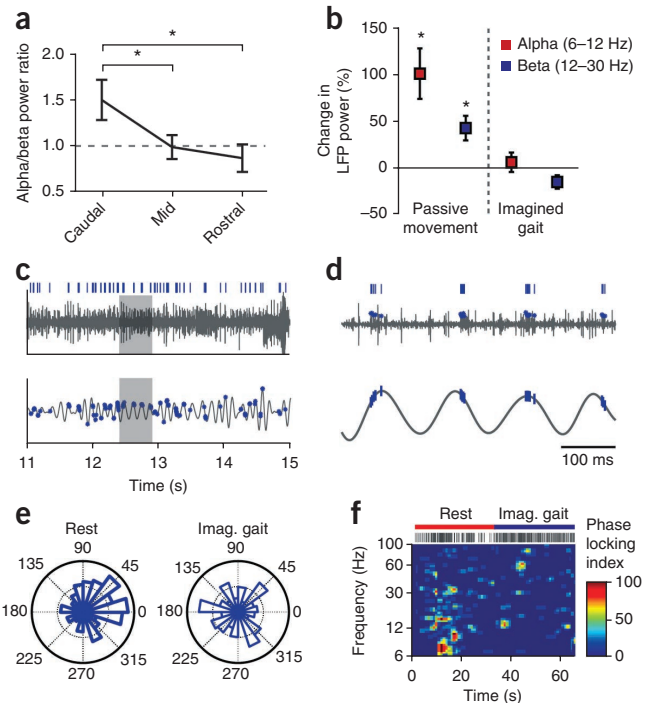 a
*
*
Alpha/beta power ratio
2.0
1.5
1.0
0.5
Caudal
Mid
Rostral
b
Alpha (6–12 Hz)
Beta (12–30 Hz)
*
*
Change in
LFP power (%)
150
100
50
0
–50
Passive
movement
Imagined
gait
c
11
12
13
14
15
Time (s)
d
100 ms
e
Rest
90
135
45
180
0
225
315
270
Imag. gait
90
135
45
180
0
225
315
270
f
Rest
Imag. gait
Frequency (Hz)
100
60
30
12
6
0
20
40
60
Time (s)
Phase
locking
index
100
50
0